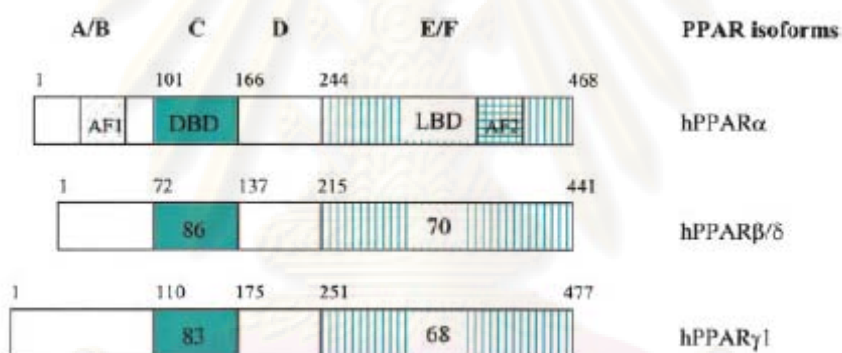 A/B C D E/F PPAR isoforms
1 101 166 244 468
AF1 DBD LBD AF2 hPPARα
1 72 137 215 441
86 70 hPPARβ/δ
1 110 175 251 477
83 68 hPPARγ1